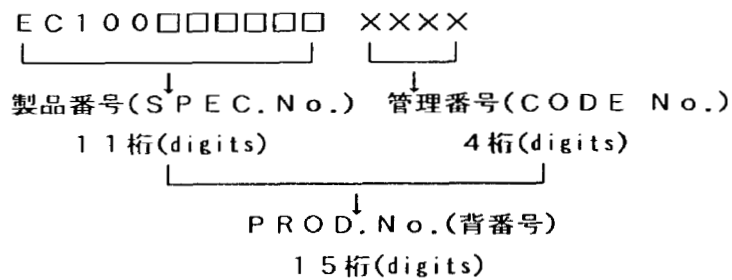 ＥＣ１００□□□□□□ ××××
製品番号(ＳＰＥＣ.Ｎｏ.) 管理番号(ＣＯＤＥ Ｎｏ.)
１１桁(digits) ４桁(digits)
ＰＲＯＤ.Ｎｏ.(背番号)
１５桁(digits)